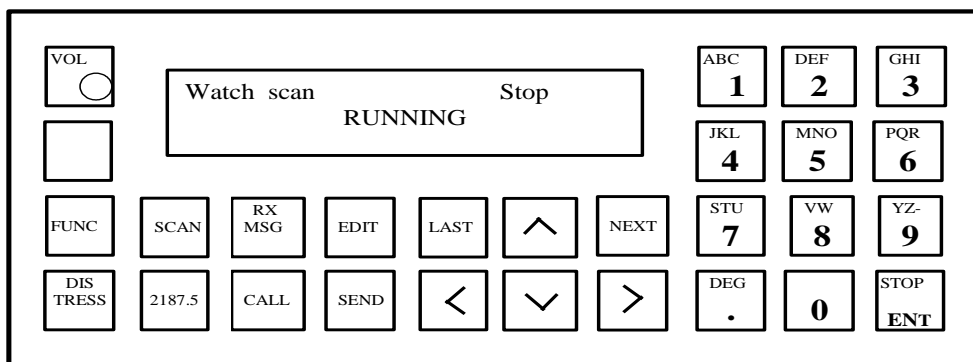 VOL
Watch scan Stop
RUNNING
ABC
1
DEF
2
GHI
3
JKL
4
MNO
5
PQR
6
FUNC
SCAN
RX
MSG
EDIT
LAST
NEXT
STU
7
VW
8
YZ-
9
DIS
TRESS
2187.5
CALL
SEND
<
>
DEG
.
0
STOP
ENT